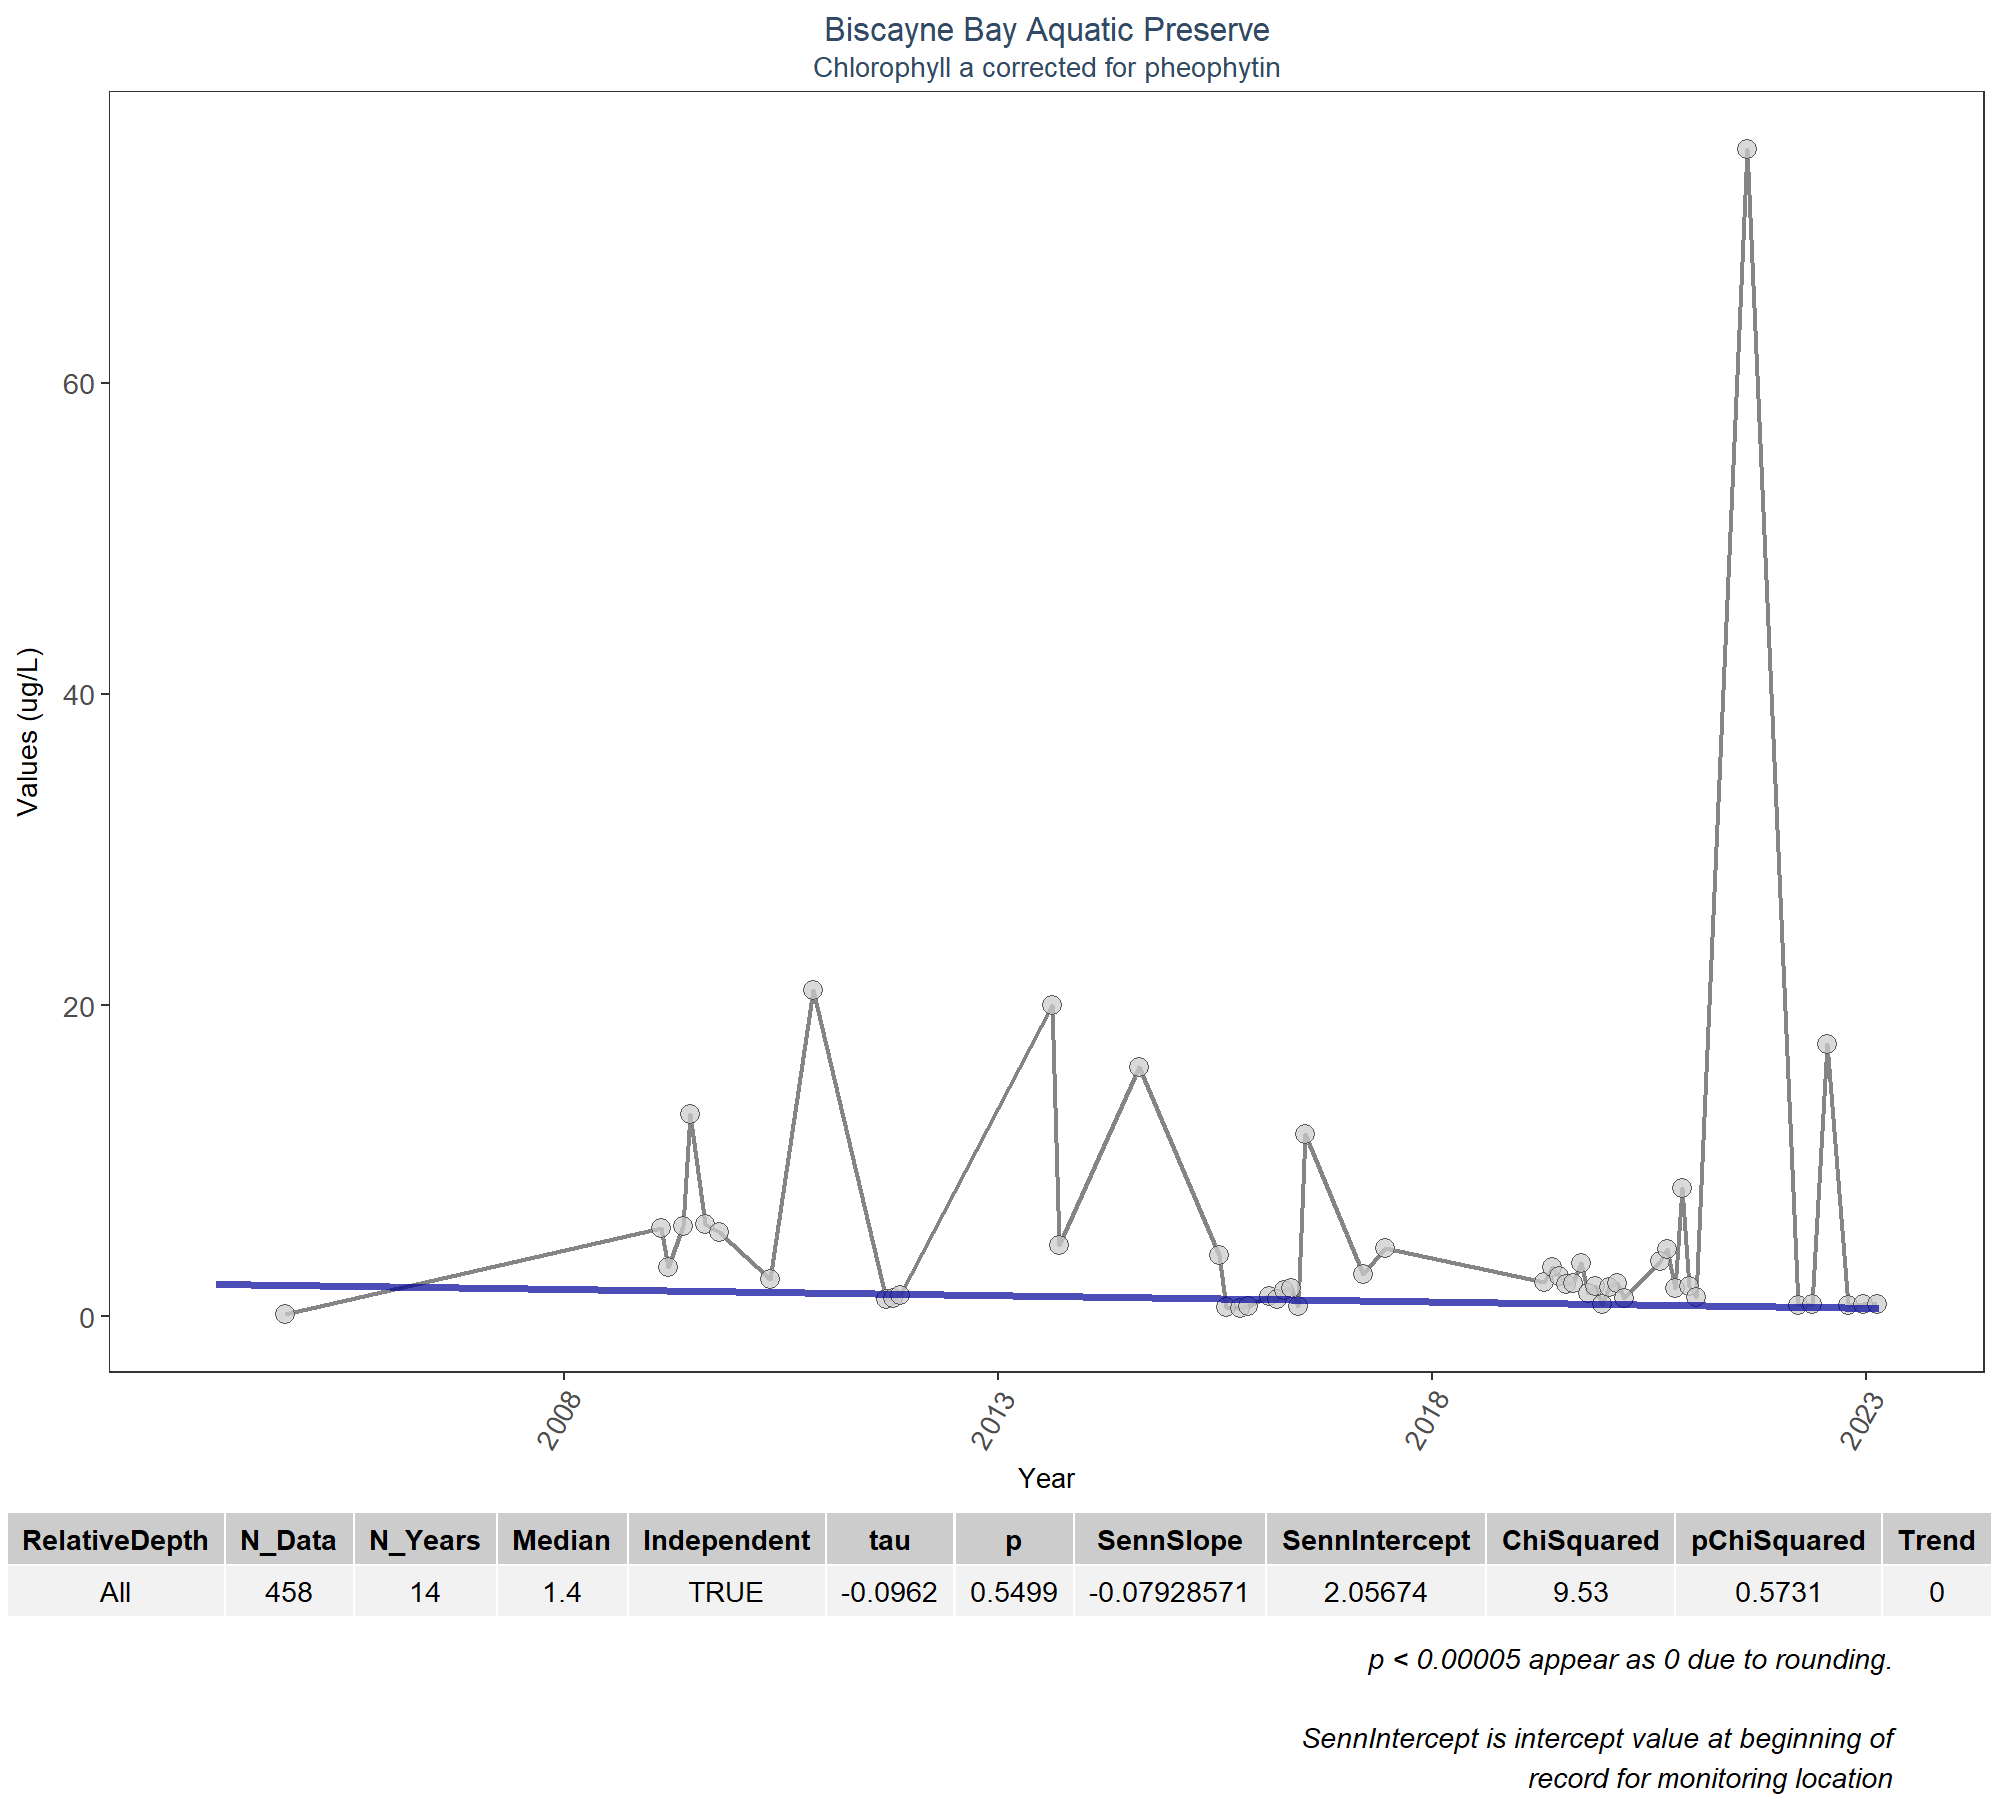 Biscayne Bay Aquatic Preserve
Chlorophyll a corrected for pheophytin
Values (ug/L)
60
40
20
0
2008
2013
2018
2023
Year
RelativeDepth N_Data N_Years Median Independent tau p SennSlope SennIntercept ChiSquared pChiSquared Trend
All 458 14 1.4 TRUE -0.0962 0.5499 -0.07928571 2.05674 9.53 0.5731 0
p < 0.00005 appear as 0 due to rounding.
SennIntercept is intercept value at beginning of
record for monitoring location